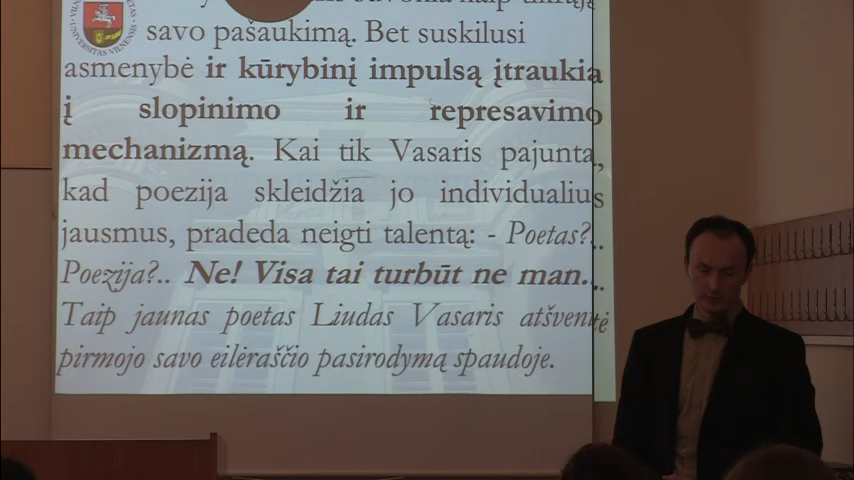 savo pašaukimą. Bet suskilusi
asmenybė ir kūrybinį impulsą įtraukia
į slopinimo ir represavimo
mechanizmą. Kai tik Vasaris pajunta,
kad poezija skleidžia jo individualius
jausmus, pradeda neigti talentą: - Poetas?..
Poezija?.. Ne! Visa tai turbūt ne man...
Taip jaunas poetas Liudas Vasaris atšventė
pirmojo savo eilėraščio pasirodymą spaudoje.
UNIVERSITAS VILNENSIS